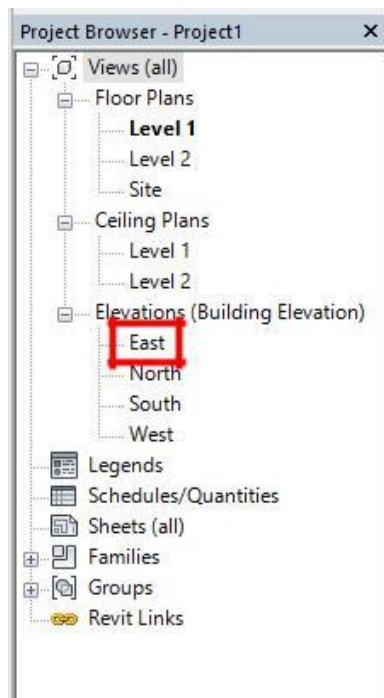 Project Browser - Project1
Views (all)
Floor Plans
Level 1
Level 2
Site
Ceiling Plans
Level 1
Level 2
Elevations (Building Elevation)
East
North
South
West
Legends
Schedules/Quantities
Sheets (all)
Families
Groups
Revit Links